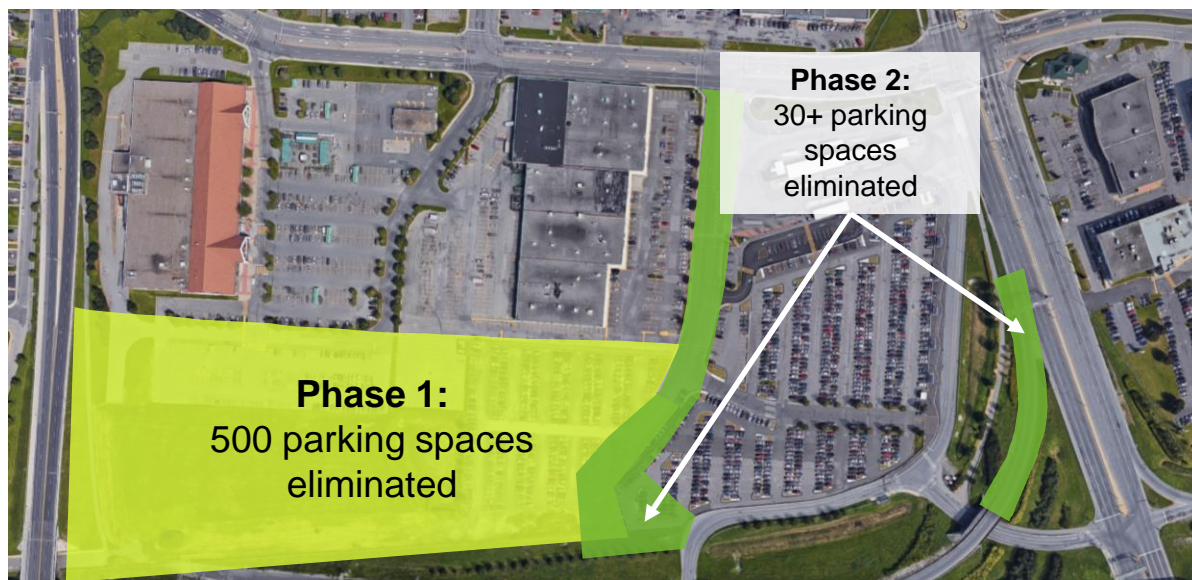 Phase 2:
30+ parking
spaces
eliminated
Phase 1:
500 parking spaces
eliminated